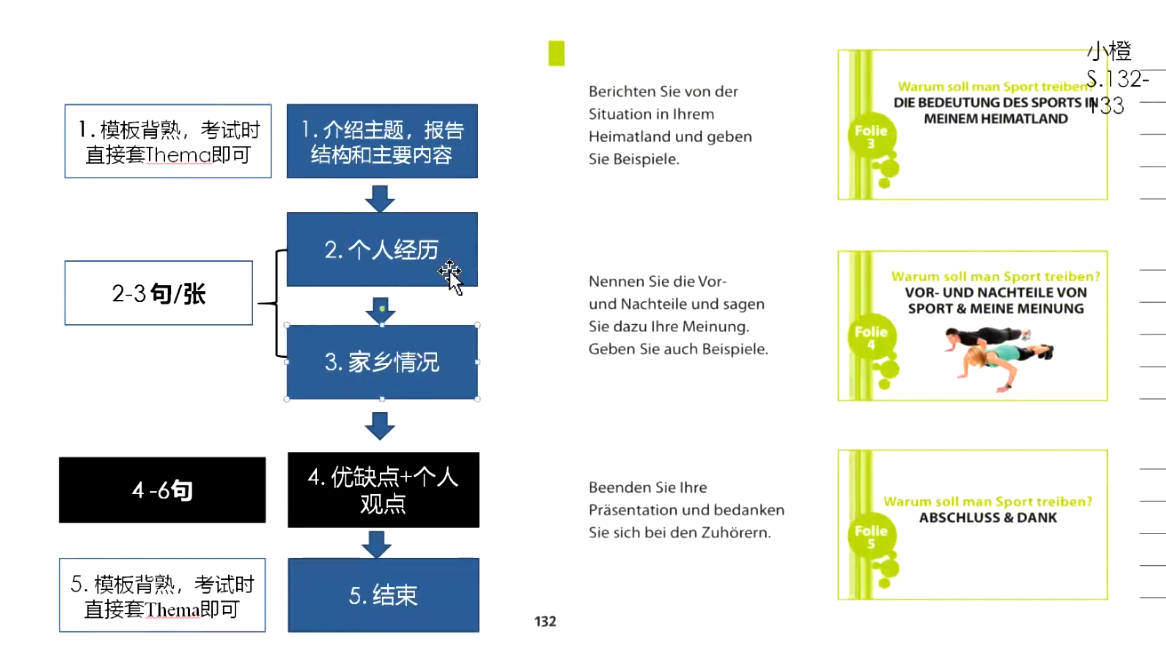 1. 模板背熟，考试时
直接套Thema即可
1. 介绍主题，报告
结构和主要内容
2. 个人经历
2-3句/张
3. 家乡情况
4 -6句
4. 优缺点+个人
观点
5. 模板背熟，考试时
直接套Thema即可
5. 结束
Berichten Sie von der
Situation in Ihrem
Heimatland und geben
Sie Beispiele.
Nennen Sie die Vor-
und Nachteile und sagen
Sie dazu Ihre Meinung.
Geben Sie auch Beispiele.
Beenden Sie Ihre
Präsentation und bedanken
Sie sich bei den Zuhörern.
132
小橙
S.132-
133
Warum soll man Sport treiben?
DIE BEDEUTUNG DES SPORTS IN
MEINEM HEIMATLAND
Folie
3
Warum soll man Sport treiben?
VOR- UND NACHTEILE VON
SPORT & MEINE MEINUNG
Folie
4
Warum soll man Sport treiben?
ABSCHLUSS & DANK
Folie
5